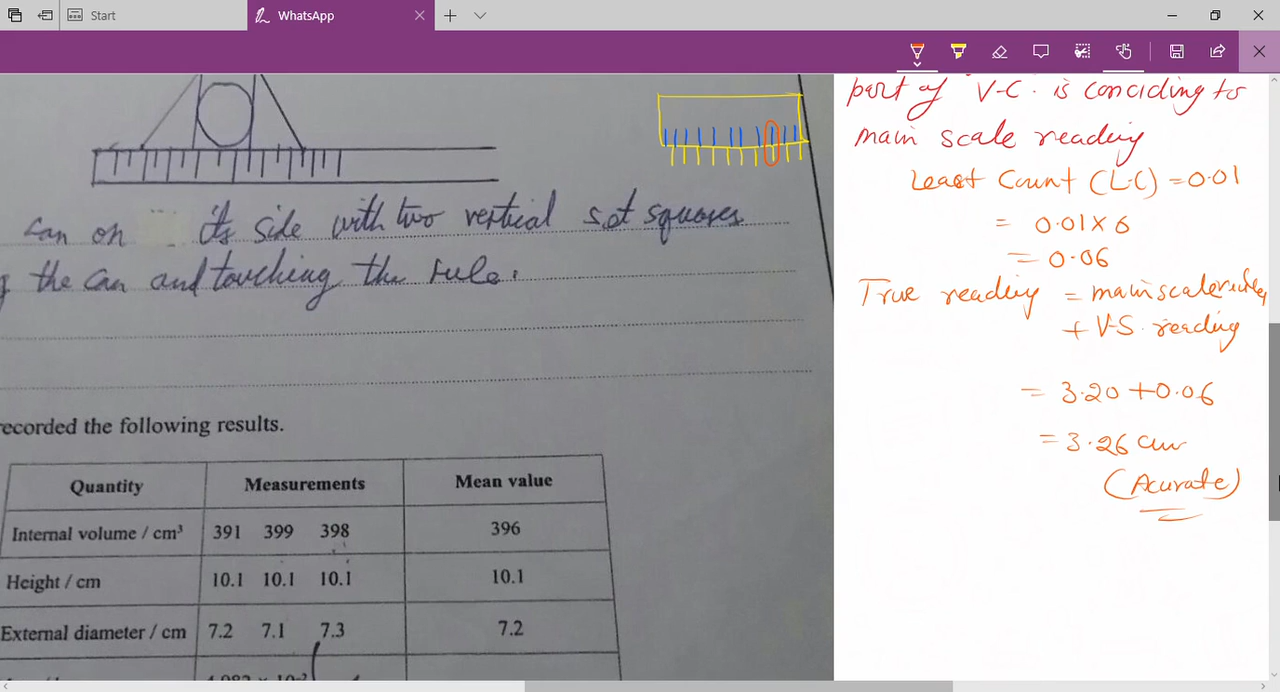 Start
WhatsApp
can on its side with two vertical set squares
the can and touching the rule.
recorded the following results.
Quantity Measurements Mean value
Internal volume / cm³ 391 399 398 396
Height / cm 10.1 10.1 10.1 10.1
External diameter / cm 7.2 7.1 7.3 7.2
part of V-C. is conciding to
main scale reading
Least Count (L.C) = 0.01
= 0.01 × 6
= 0.06
True reading = main scale
+ V.S. reading
= 3.20 + 0.06
= 3.26 cm
(Acurate)